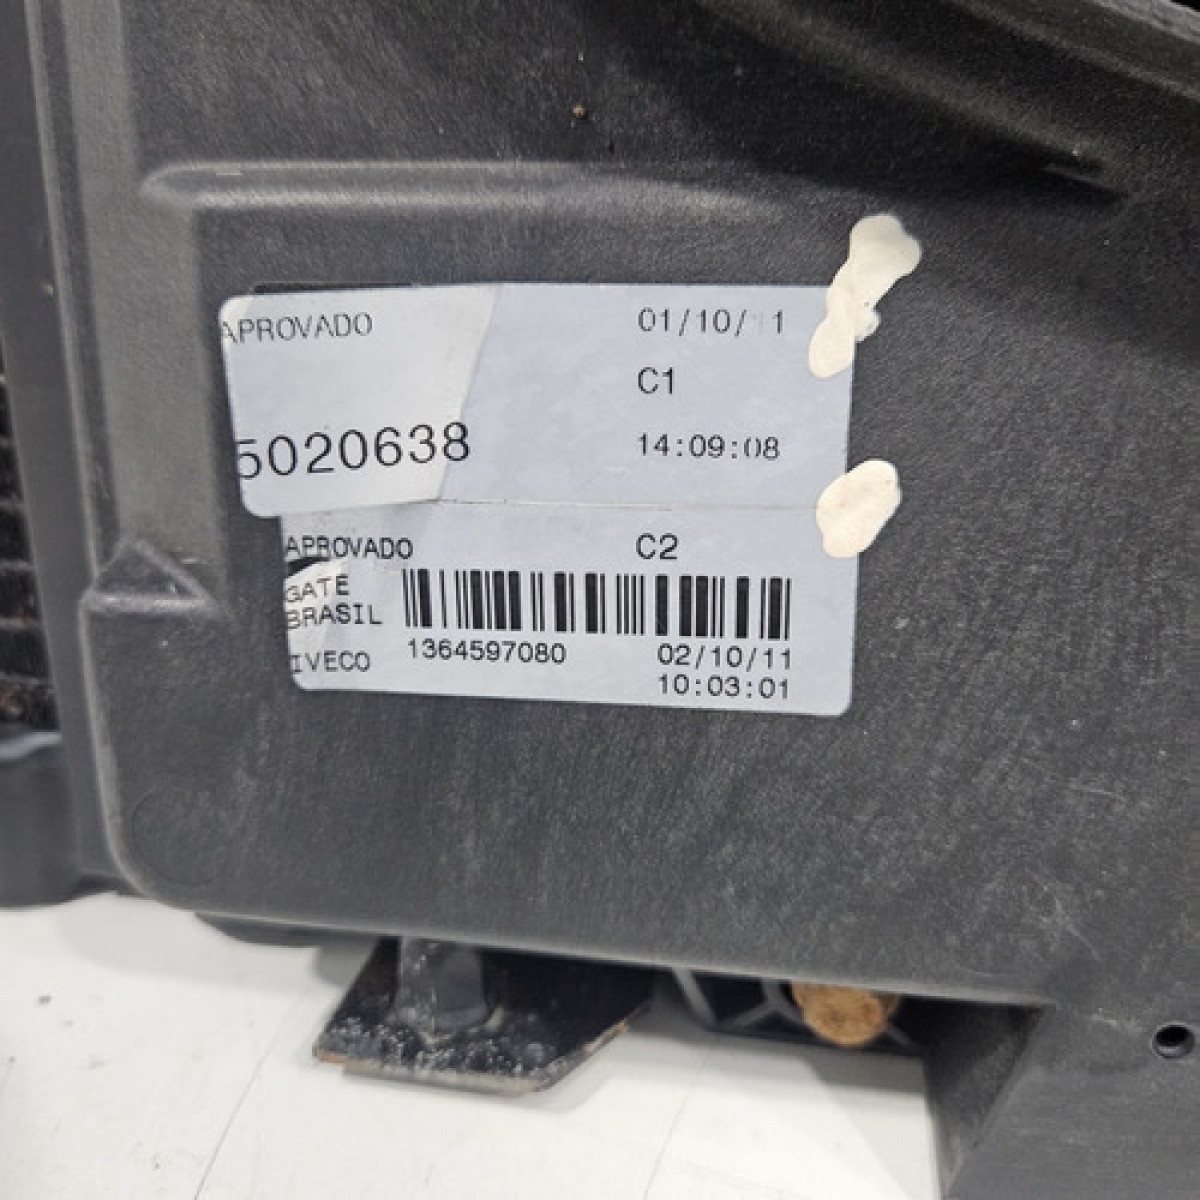 APROVADO 01/10/11
C1
5020638 14:09:08
APROVADO C2
GATE
BRASIL
IVECO 1364597080 02/10/11
10:03:01